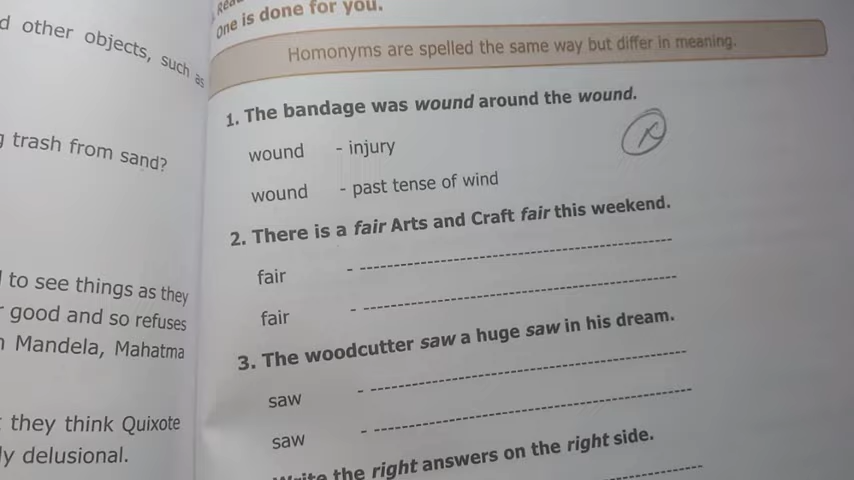 d other objects, such as
g trash from sand?
to see things as they
good and so refuses
Mandela, Mahatma
they think Quixote
ly delusional.
Read
one is done for you.
Homonyms are spelled the same way but differ in meaning.
1. The bandage was wound around the wound.
wound - injury
wound - past tense of wind
2. There is a fair Arts and Craft fair this weekend.
fair -
fair -
3. The woodcutter saw a huge saw in his dream.
saw -
saw -
Write the right answers on the right side.